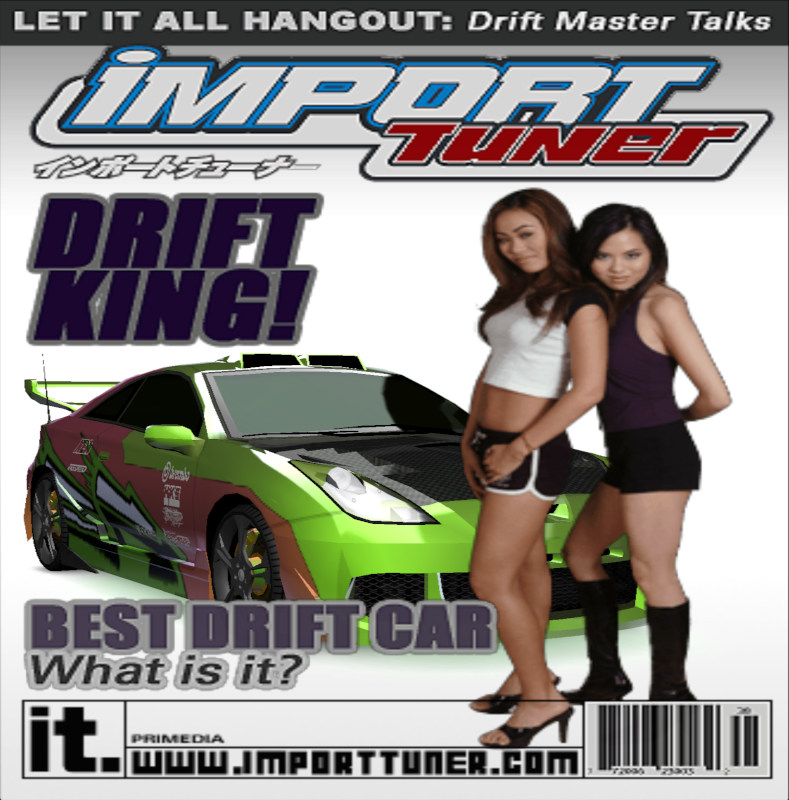 LET IT ALL HANGOUT: Drift Master Talks
IMPORT
TUNER
インポートチューナー
DRIFT
KING!
@brembo
BEST DRIFT CAR
What is it?
it.
PRIMEDIA
WWW.IMPORTTUNER.COM